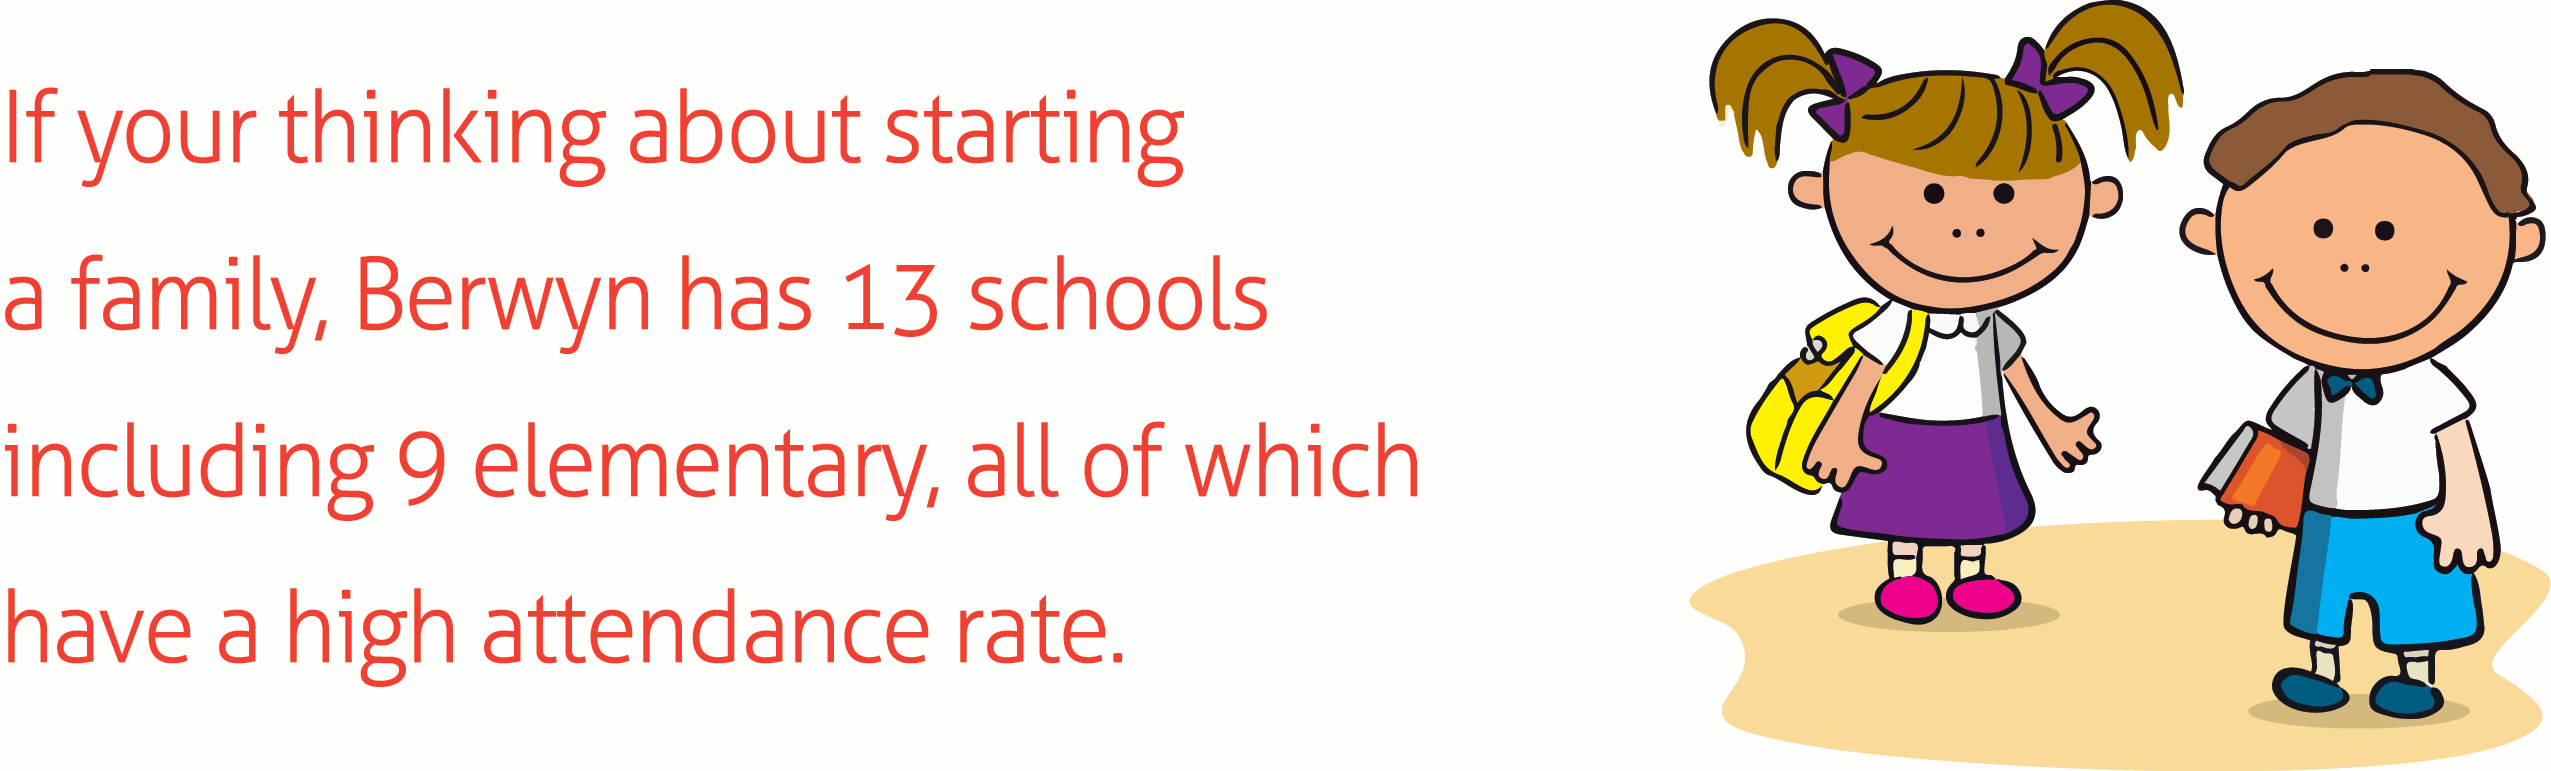 If your thinking about starting
a family, Berwyn has 13 schools
including 9 elementary, all of which
have a high attendance rate.